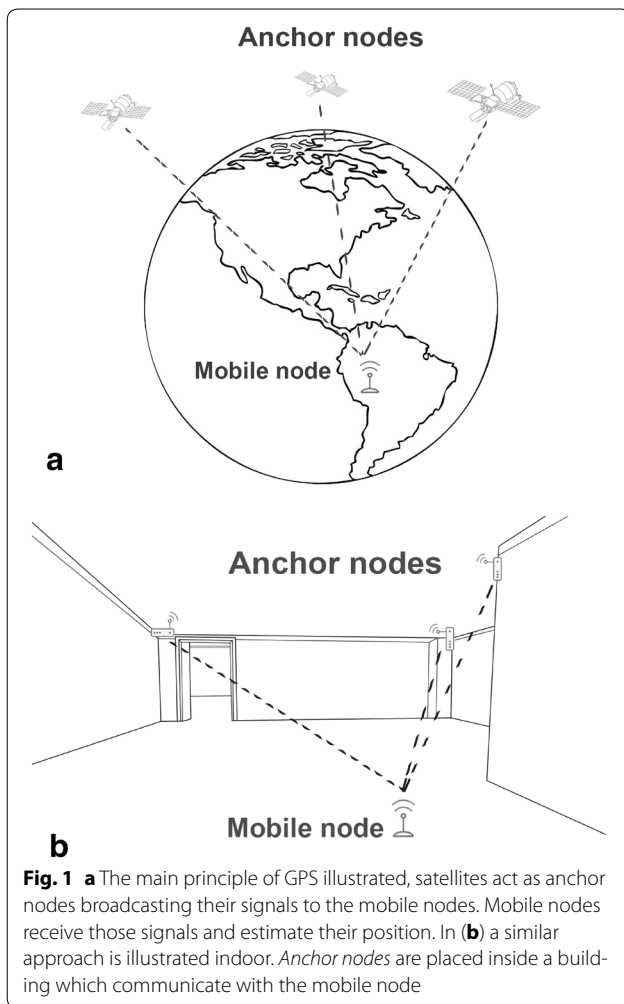 Anchor nodes
Mobile node
a
Anchor nodes
Mobile node
b
Fig. 1 a The main principle of GPS illustrated, satellites act as anchor
nodes broadcasting their signals to the mobile nodes. Mobile nodes
receive those signals and estimate their position. In (b) a similar
approach is illustrated indoor. Anchor nodes are placed inside a build-
ing which communicate with the mobile node